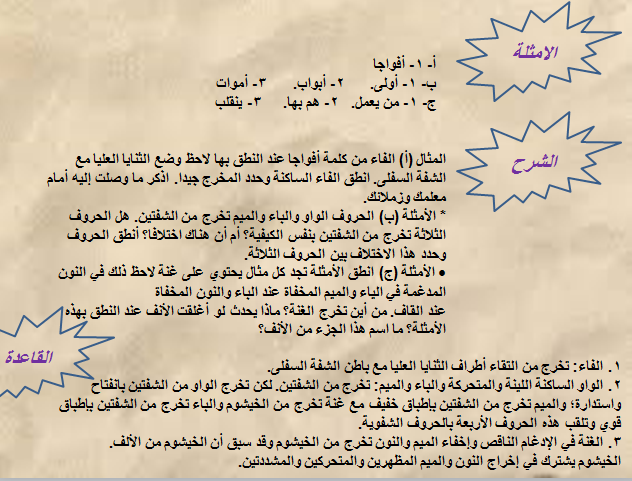 الامثلة
أ- ١- أفواجا
ب- ١- أولى. ٢- أبواب. ٣- أموات
ج- ١- من يعمل. ٢- هم بها. ٣- ينقلب
الشرح
المثال (أ) الفاء من كلمة أفواجا عند النطق بها لاحظ وضع الثنايا العليا مع
الشفة السفلى. انطق الفاء الساكنة وحدد المخرج جيدا. اذكر ما وصلت إليه أمام
معلمك وزملائك.
* الأمثلة (ب) الحروف الواو والباء والميم تخرج من الشفتين. هل الحروف
الثلاثة تخرج من الشفتين بنفس الكيفية؟ أم أن هناك اختلافا؟ أنطق الحروف
وحدد هذا الاختلاف بين الحروف الثلاثة.
• الأمثلة (ج) انطق الأمثلة تجد كل مثال يحتوي على غنة لاحظ ذلك في النون
المدغمة في الياء والميم المخفاة عند الباء والنون المخفاة
عند القاف. من أين تخرج الغنة؟ ماذا يحدث لو أغلقت الأنف عند النطق بهذه
الأمثلة؟ ما اسم هذا الجزء من الأنف؟
القاعدة
١. الفاء: تخرج من التقاء أطراف الثنايا العليا مع باطن الشفة السفلى.
٢. الواو الساكنة اللينة والمتحركة والباء والميم: تخرج من الشفتين. لكن تخرج الواو من الشفتين بانفتاح
واستدارة؛ والميم تخرج من الشفتين بإطباق خفيف مع غنة تخرج من الخيشوم والباء تخرج من الشفتين بإطباق
قوي وتلقب هذه الحروف الأربعة بالحروف الشفوية.
٣. الغنة في الإدغام الناقص وإخفاء الميم والنون تخرج من الخيشوم وقد سبق أن الخيشوم من الألف.
الخيشوم يشترك في إخراج النون والميم المظهرين والمتحركين والمشددتين.